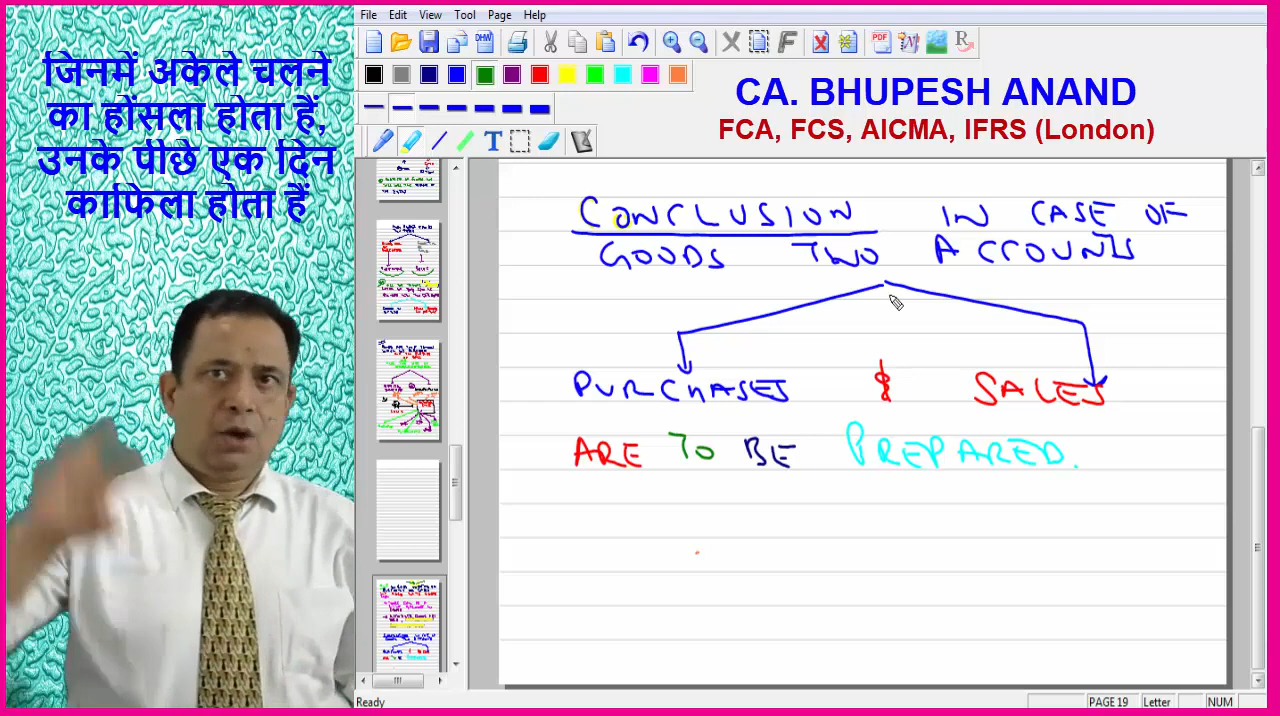 जिनमें अकेले चलने
का होंसला होता हैं,
उनके पीछे एक दिन
काफिला होता हैं
File Edit View Tool Page Help
CA. BHUPESH ANAND
FCA, FCS, AICMA, IFRS (London)
CONCLUSION IN CASE OF
GOODS TWO ACCOUNTS
PURCHASES & SALES
ARE TO BE PREPARED.
Ready
PAGE 19 Letter NUM